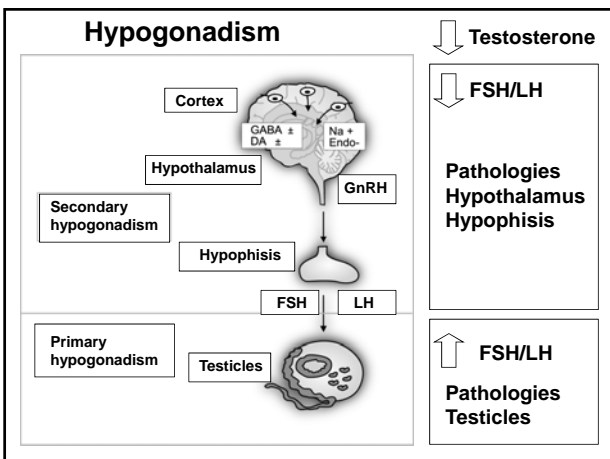 Hypogonadism
Testosterone
Cortex
GABA ±
DA ±
Na +
Endo-
Hypothalamus
GnRH
Secondary
hypogonadism
Hypophisis
FSH
LH
Primary
hypogonadism
Testicles
FSH/LH
Pathologies
Hypothalamus
Hypophisis
FSH/LH
Pathologies
Testicles